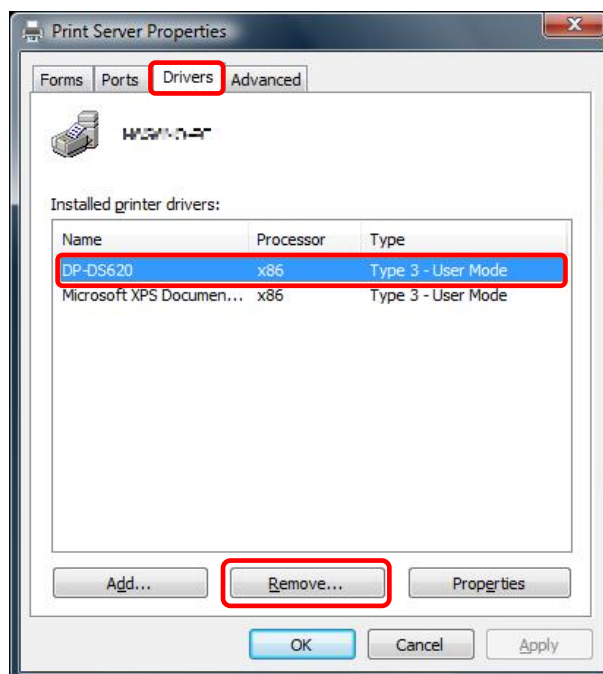 Print Server Properties
Forms Ports Drivers Advanced
Installed printer drivers:
Name Processor Type
DP-DS620 x86 Type 3 - User Mode
Microsoft XPS Documen... x86 Type 3 - User Mode
Add... Remove... Properties
OK Cancel Apply